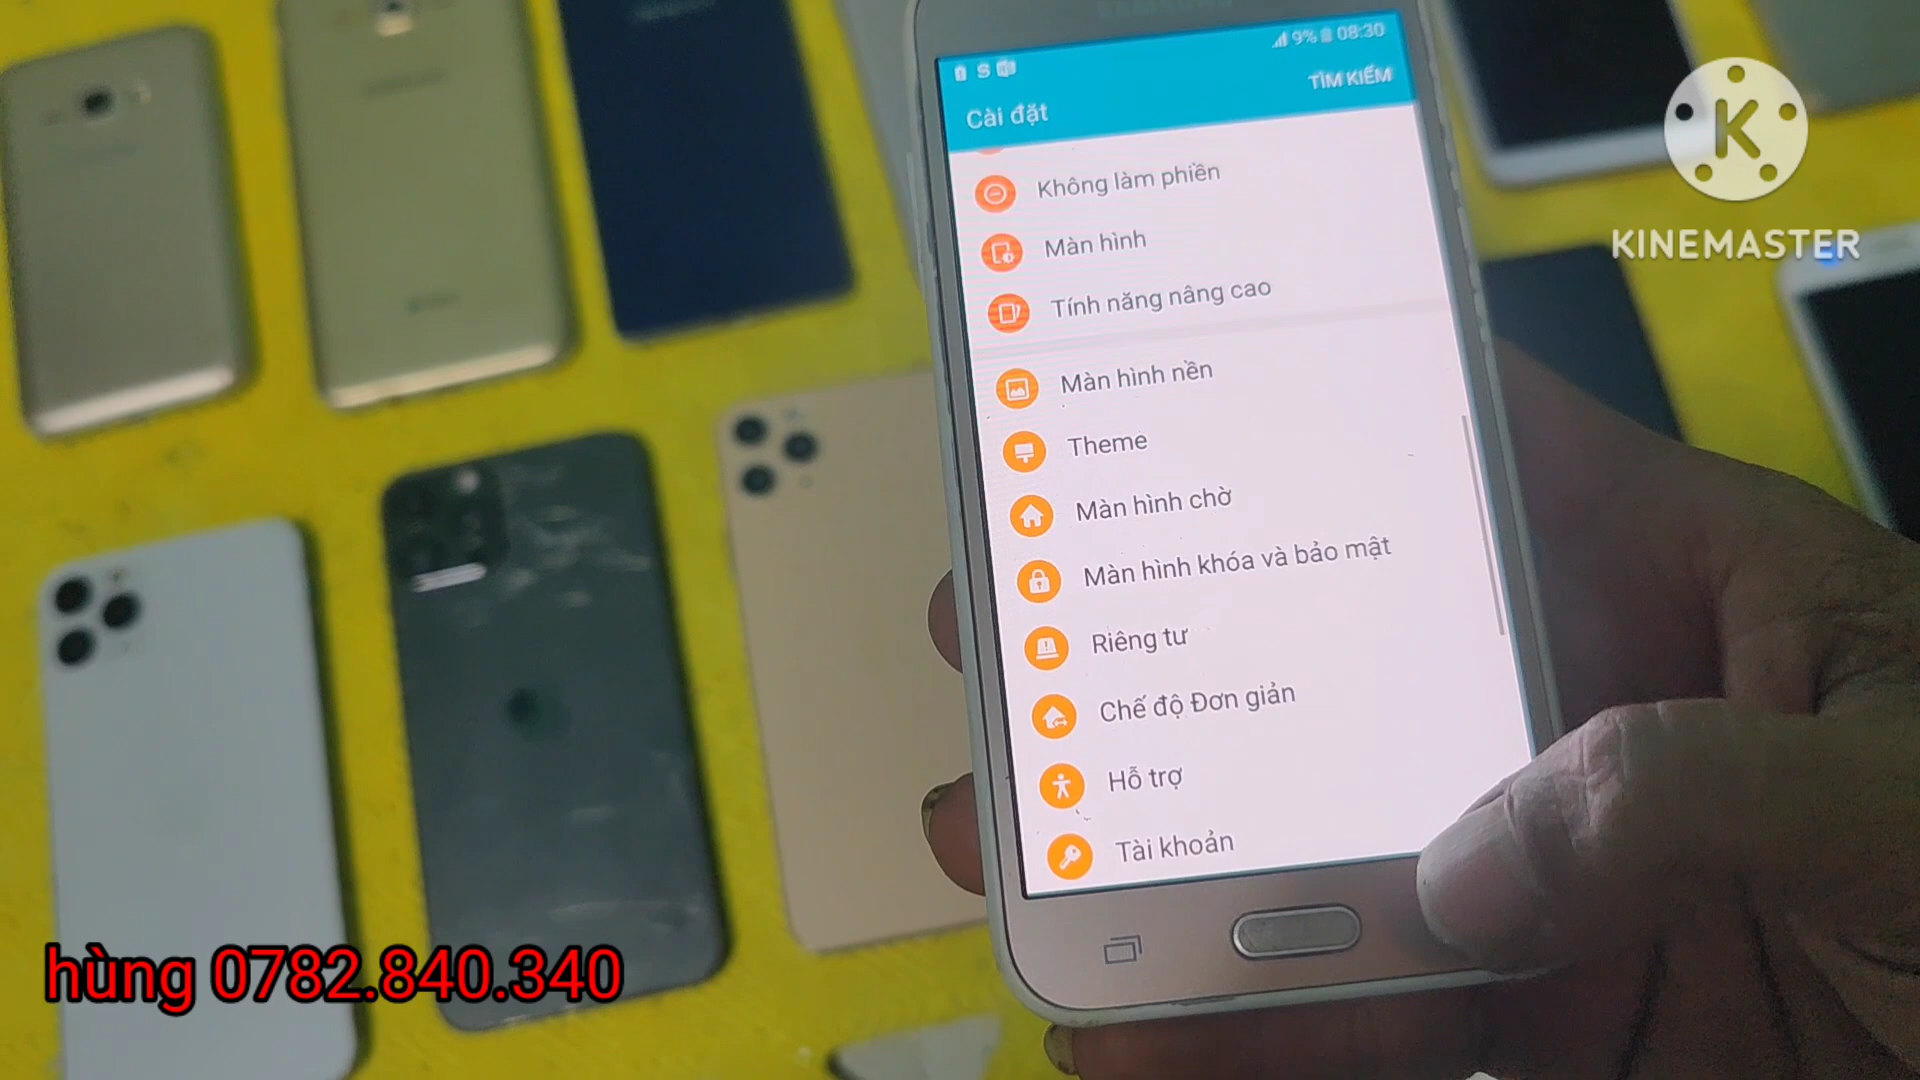 SAMSUNG
9% 08:30
S
TÌM KIẾM
Cài đặt
Không làm phiền
Màn hình
Tính năng nâng cao
Màn hình nền
Theme
Màn hình chờ
Màn hình khóa và bảo mật
Riêng tư
Chế độ Đơn giản
Hỗ trợ
Tài khoản
K
KINEMASTER
hùng 0782.840.340